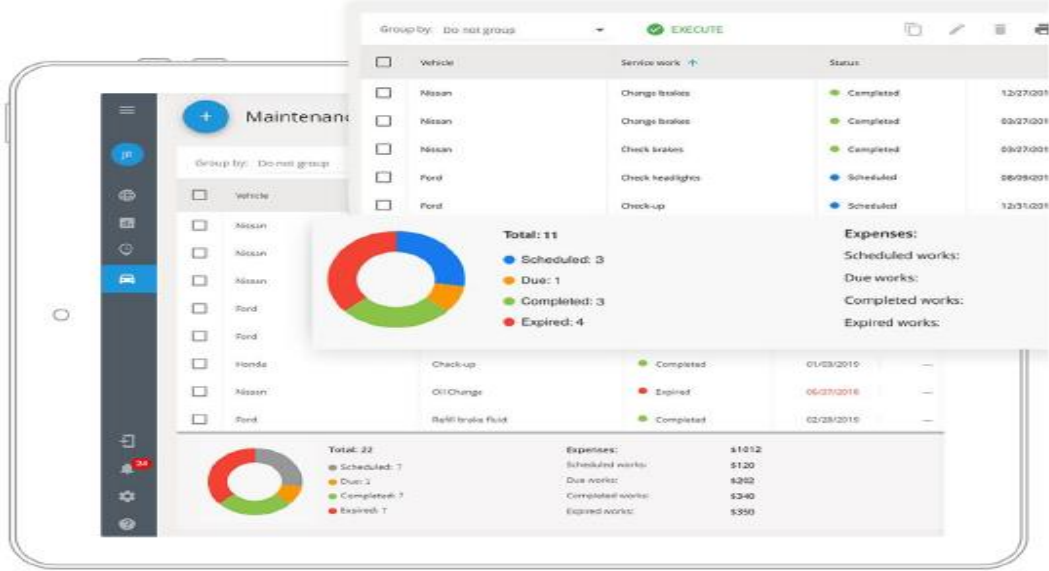 Group by: Do not group
EXECUTE
Vehicle Service work Status
Nissan Change brakes Completed 12/27/201
Nissan Change brakes Completed 03/27/201
Nissan Check brakes Completed 03/27/201
Ford Check headlights Scheduled 08/09/201
Ford Check-up Scheduled 12/31/201
JR
Maintenanc
Group by: Do not group
Vehicle
Nissan
Nissan
Nissan
Ford
Ford
Total: 11
Scheduled: 3
Due: 1
Completed: 3
Expired: 4
Expenses:
Scheduled works:
Due works:
Completed works:
Expired works:
Honda Check-up Completed 01/03/2019 —
Nissan Oil Change Expired —
Ford Refill brake fluid Completed 02/28/2019 —
24
Total: 22
Scheduled: 7
Due:
Completed: 7
Expired: 7
Expenses: $1012
Scheduled works: $120
Due works: $202
Completed works: $340
Expired works: $350